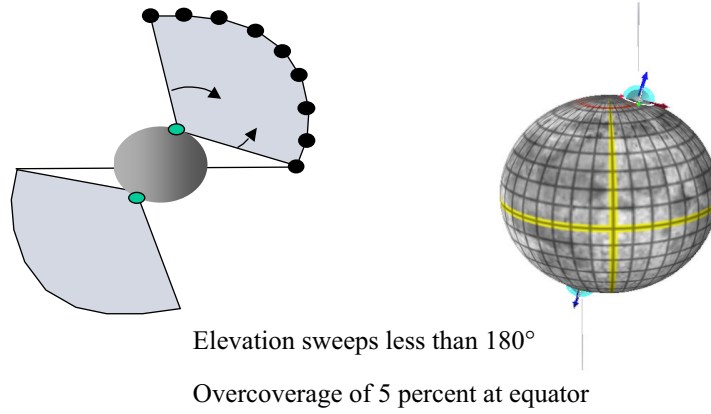 Elevation sweeps less than 180°
Overcoverage of 5 percent at equator